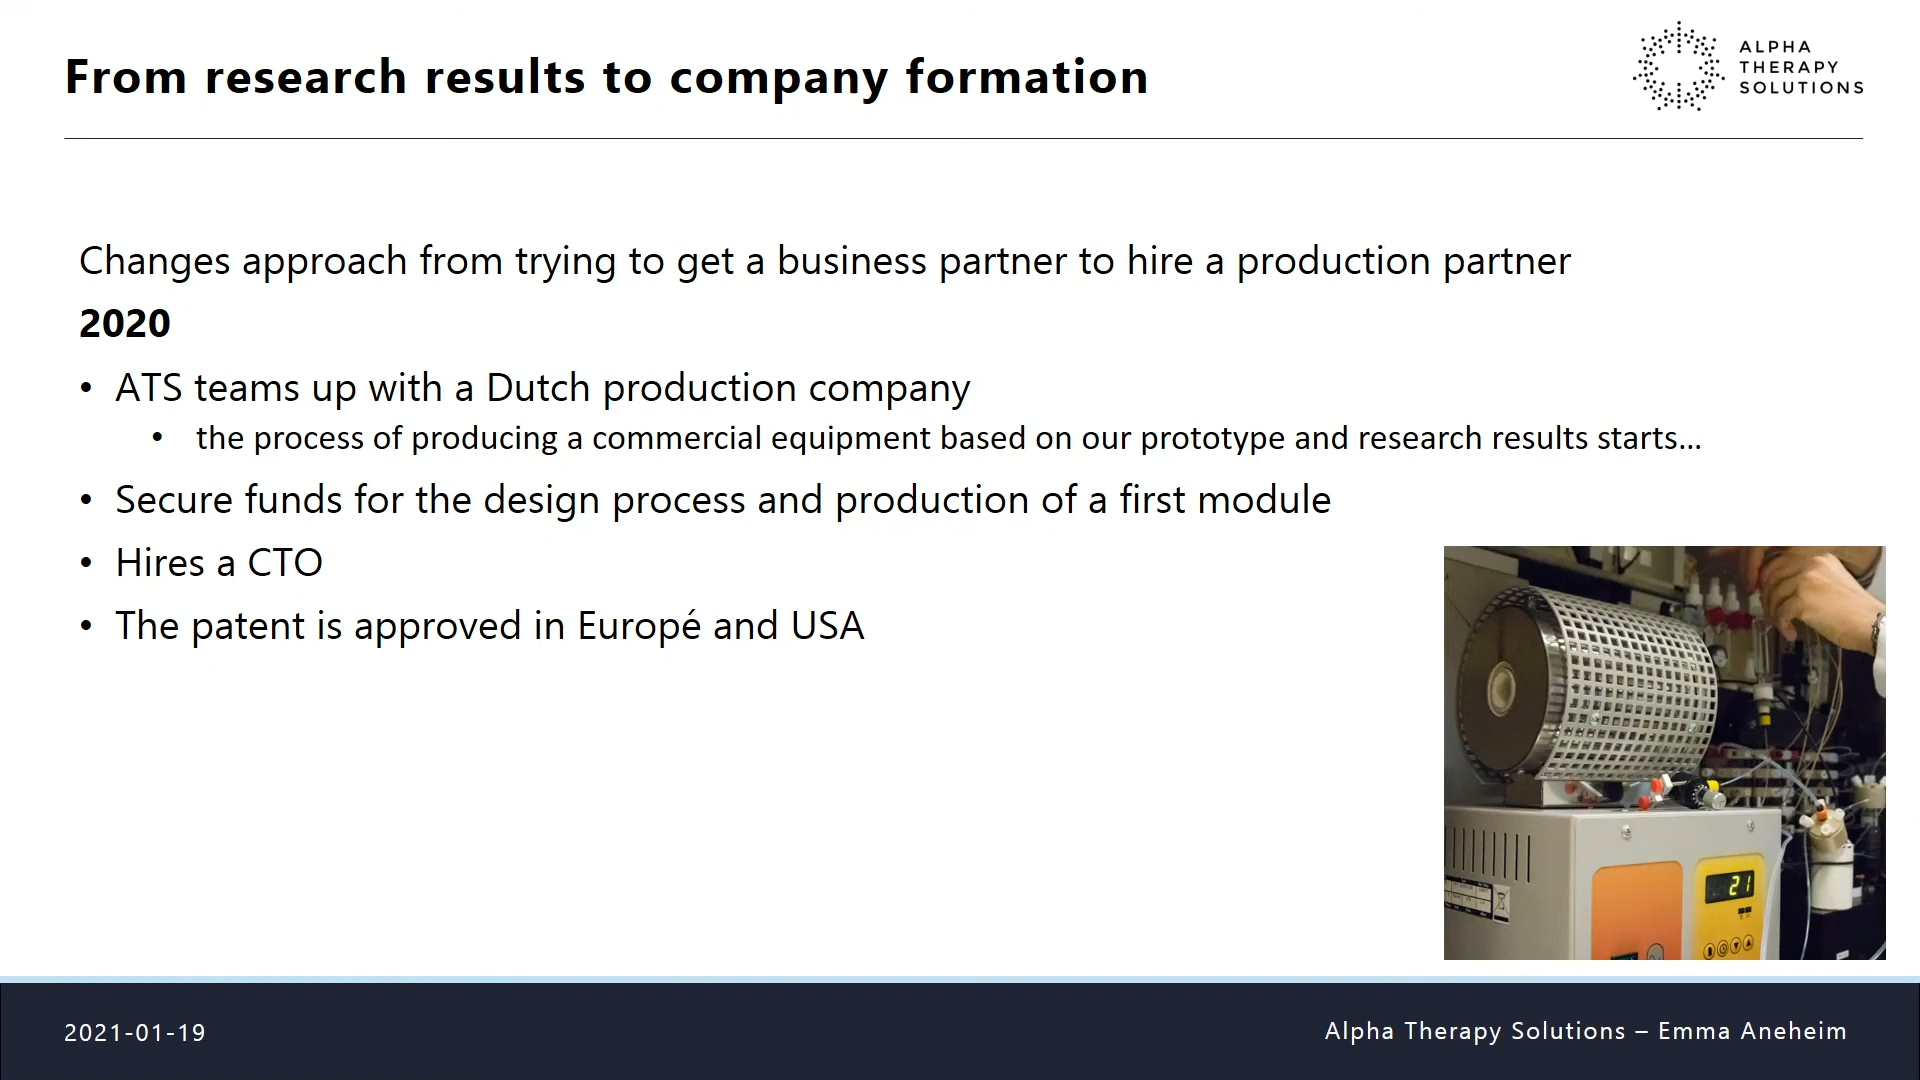 From research results to company formation
ALPHA
THERAPY
SOLUTIONS
Changes approach from trying to get a business partner to hire a production partner
2020
• ATS teams up with a Dutch production company
• the process of producing a commercial equipment based on our prototype and research results starts...
• Secure funds for the design process and production of a first module
• Hires a CTO
• The patent is approved in Europé and USA
21
2021-01-19
Alpha Therapy Solutions – Emma Aneheim